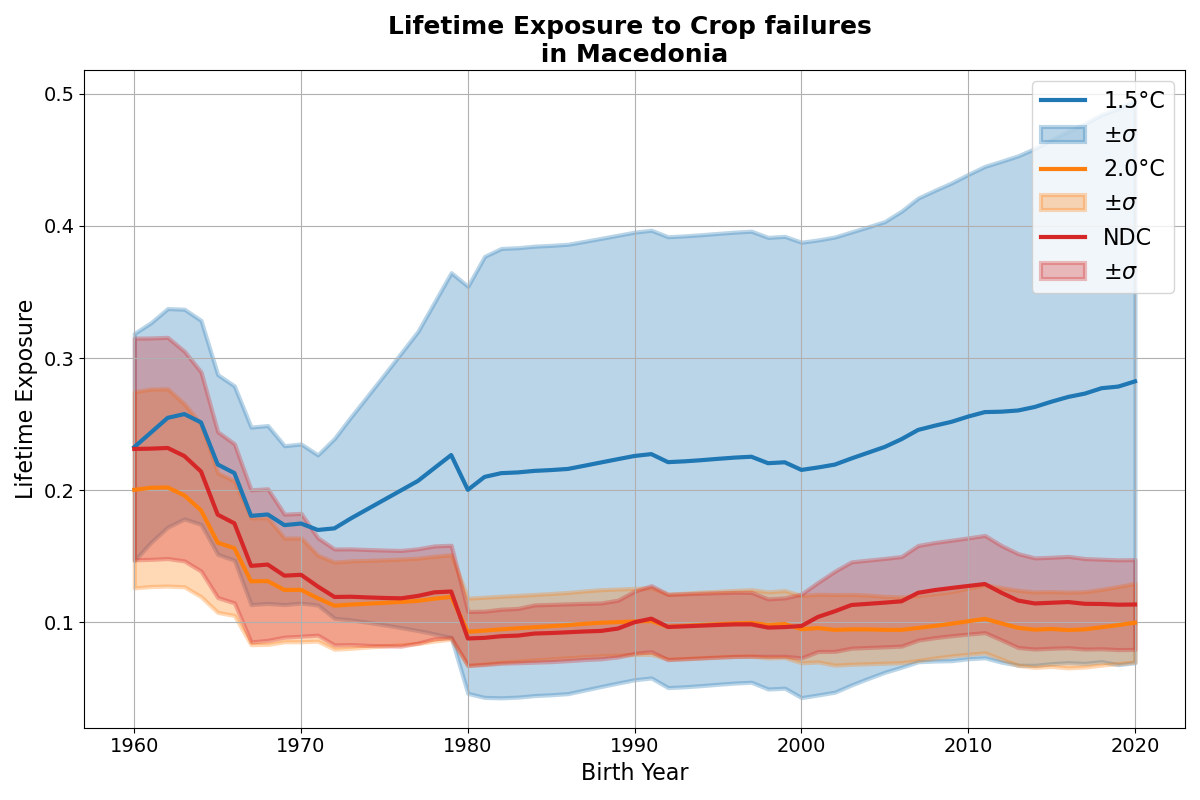 Lifetime Exposure to Crop failures
in Macedonia
Lifetime Exposure
0.5
0.4
0.3
0.2
0.1
1.5°C
±σ
2.0°C
±σ
NDC
±σ
1960 1970 1980 1990 2000 2010 2020
Birth Year